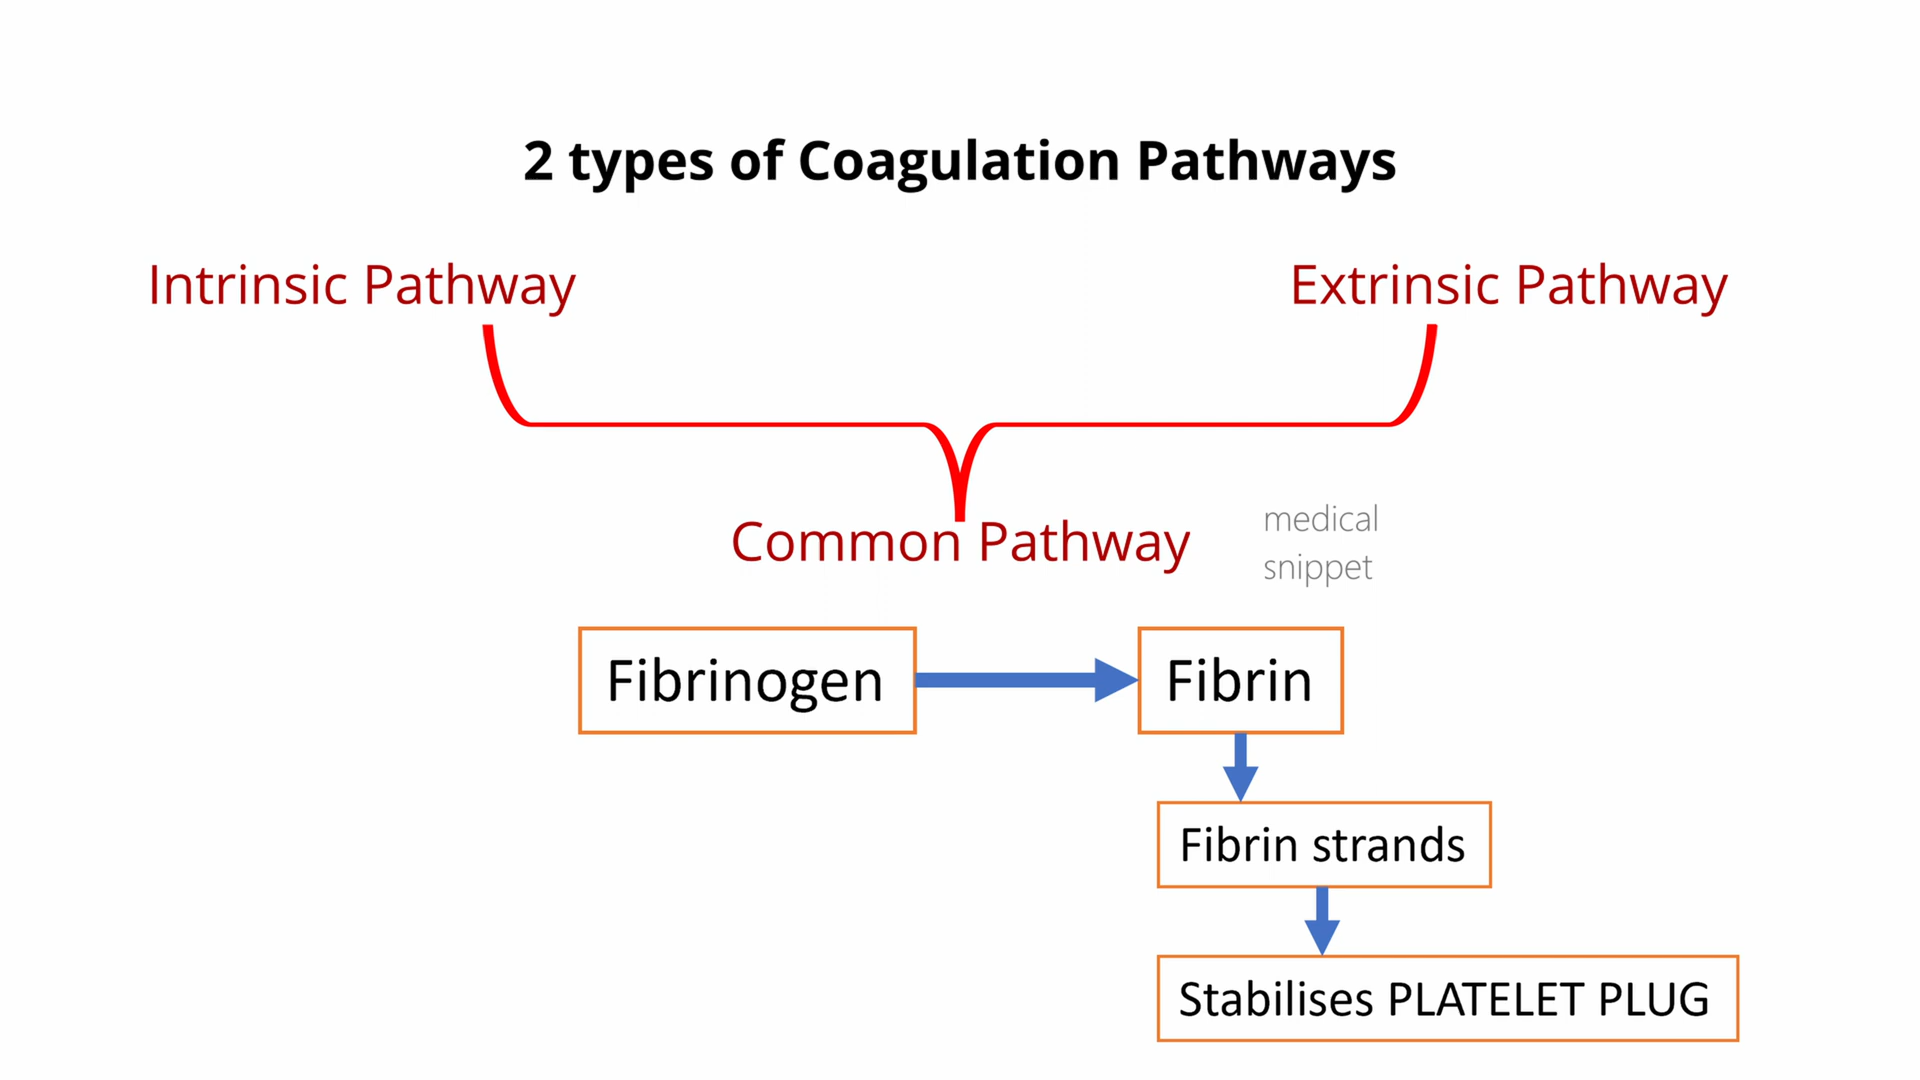 2 types of Coagulation Pathways
Intrinsic Pathway
Extrinsic Pathway
Common Pathway
medical
snippet
Fibrinogen
Fibrin
Fibrin strands
Stabilises PLATELET PLUG